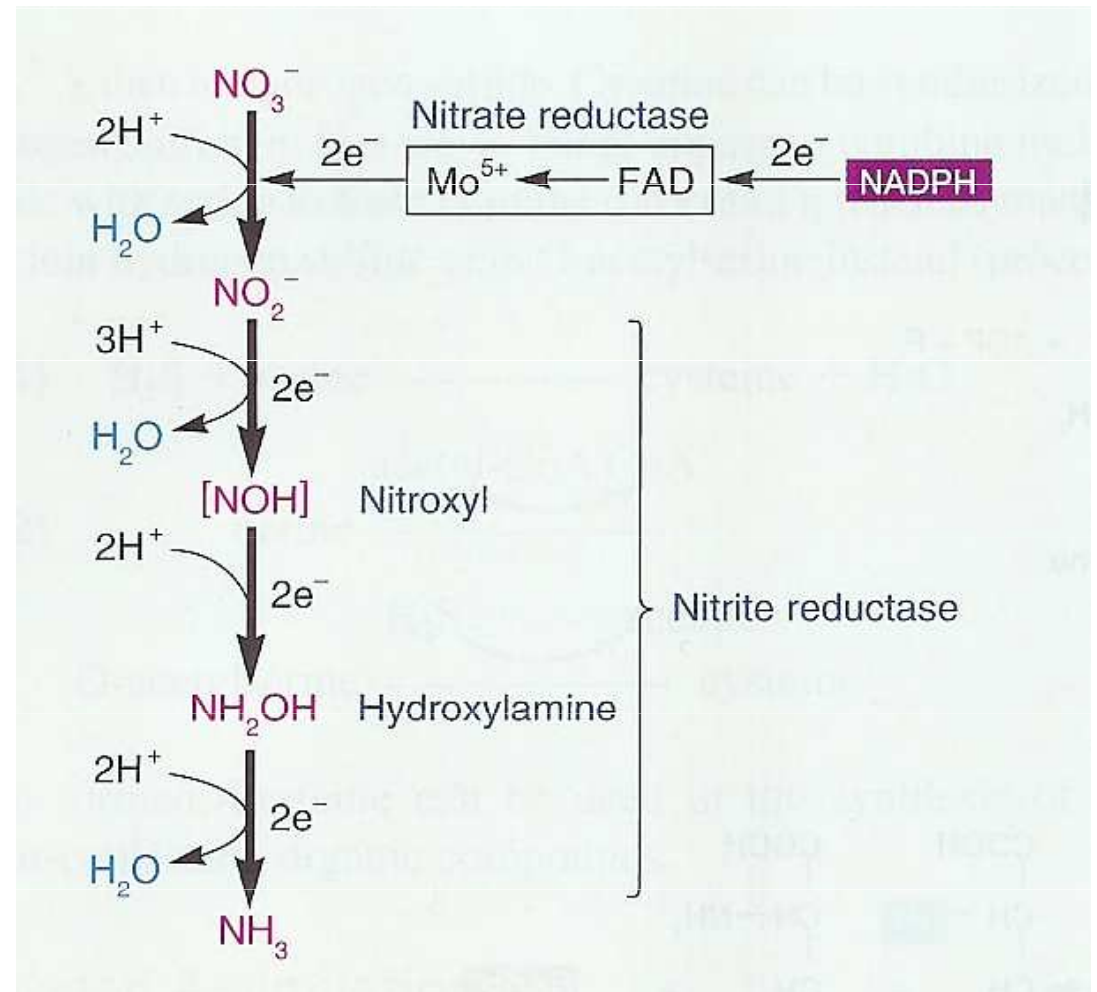 NO₃⁻
Nitrate reductase
2H⁺
2e⁻
Mo⁵⁺
FAD
2e⁻
NADPH
H₂O
NO₂⁻
3H⁺
2e⁻
H₂O
[NOH] Nitroxyl
2H⁺
2e⁻
Nitrite reductase
NH₂OH Hydroxylamine
2H⁺
2e⁻
H₂O
NH₃